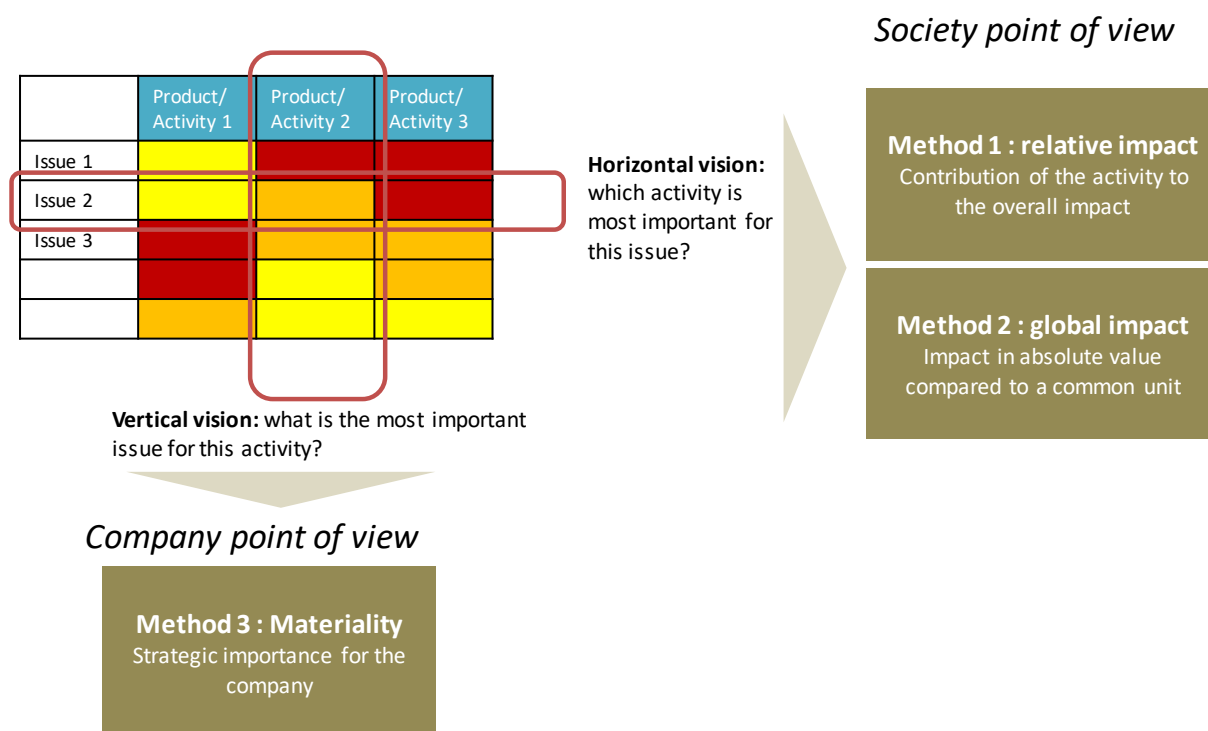 Society point of view
Product/
Activity 1
Product/
Activity 2
Product/
Activity 3
Issue 1
Issue 2
Issue 3
Horizontal vision:
which activity is
most important for
this issue?
Method 1 : relative impact
Contribution of the activity to
the overall impact
Method 2 : global impact
Impact in absolute value
compared to a common unit
Vertical vision: what is the most important
issue for this activity?
Company point of view
Method 3 : Materiality
Strategic importance for the
company